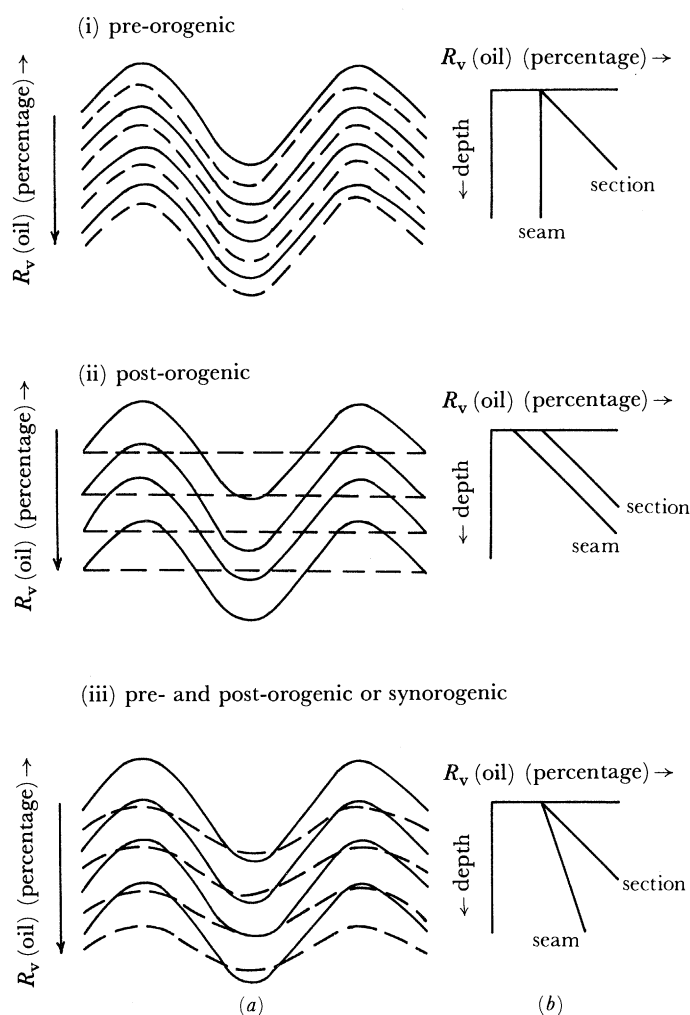 (i) pre-orogenic
R_v (oil) (percentage) →
R_v (oil) (percentage) →
← depth
section
seam
(ii) post-orogenic
R_v (oil) (percentage) →
R_v (oil) (percentage) →
← depth
section
seam
(iii) pre- and post-orogenic or synorogenic
R_v (oil) (percentage) →
R_v (oil) (percentage) →
← depth
section
seam
(a)
(b)